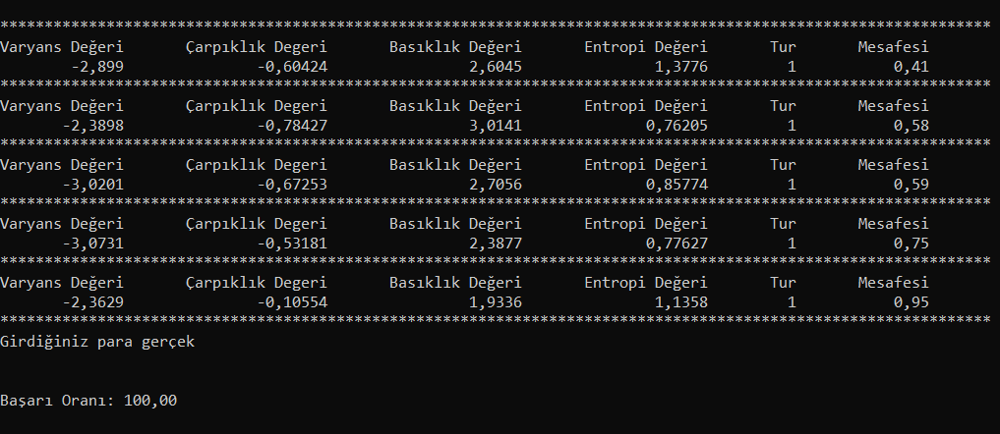 ****************************************************************************************************************
Varyans Değeri Çarpıklık Degeri Basıklık Değeri Entropi Değeri Tur Mesafesi
-2,899 -0,60424 2,6045 1,3776 1 0,41
****************************************************************************************************************
Varyans Değeri Çarpıklık Degeri Basıklık Değeri Entropi Değeri Tur Mesafesi
-2,3898 -0,78427 3,0141 0,76205 1 0,58
****************************************************************************************************************
Varyans Değeri Çarpıklık Degeri Basıklık Değeri Entropi Değeri Tur Mesafesi
-3,0201 -0,67253 2,7056 0,85774 1 0,59
****************************************************************************************************************
Varyans Değeri Çarpıklık Degeri Basıklık Değeri Entropi Değeri Tur Mesafesi
-3,0731 -0,53181 2,3877 0,77627 1 0,75
****************************************************************************************************************
Varyans Değeri Çarpıklık Degeri Basıklık Değeri Entropi Değeri Tur Mesafesi
-2,3629 -0,10554 1,9336 1,1358 1 0,95
****************************************************************************************************************
Girdiğiniz para gerçek
Başarı Oranı: 100,00